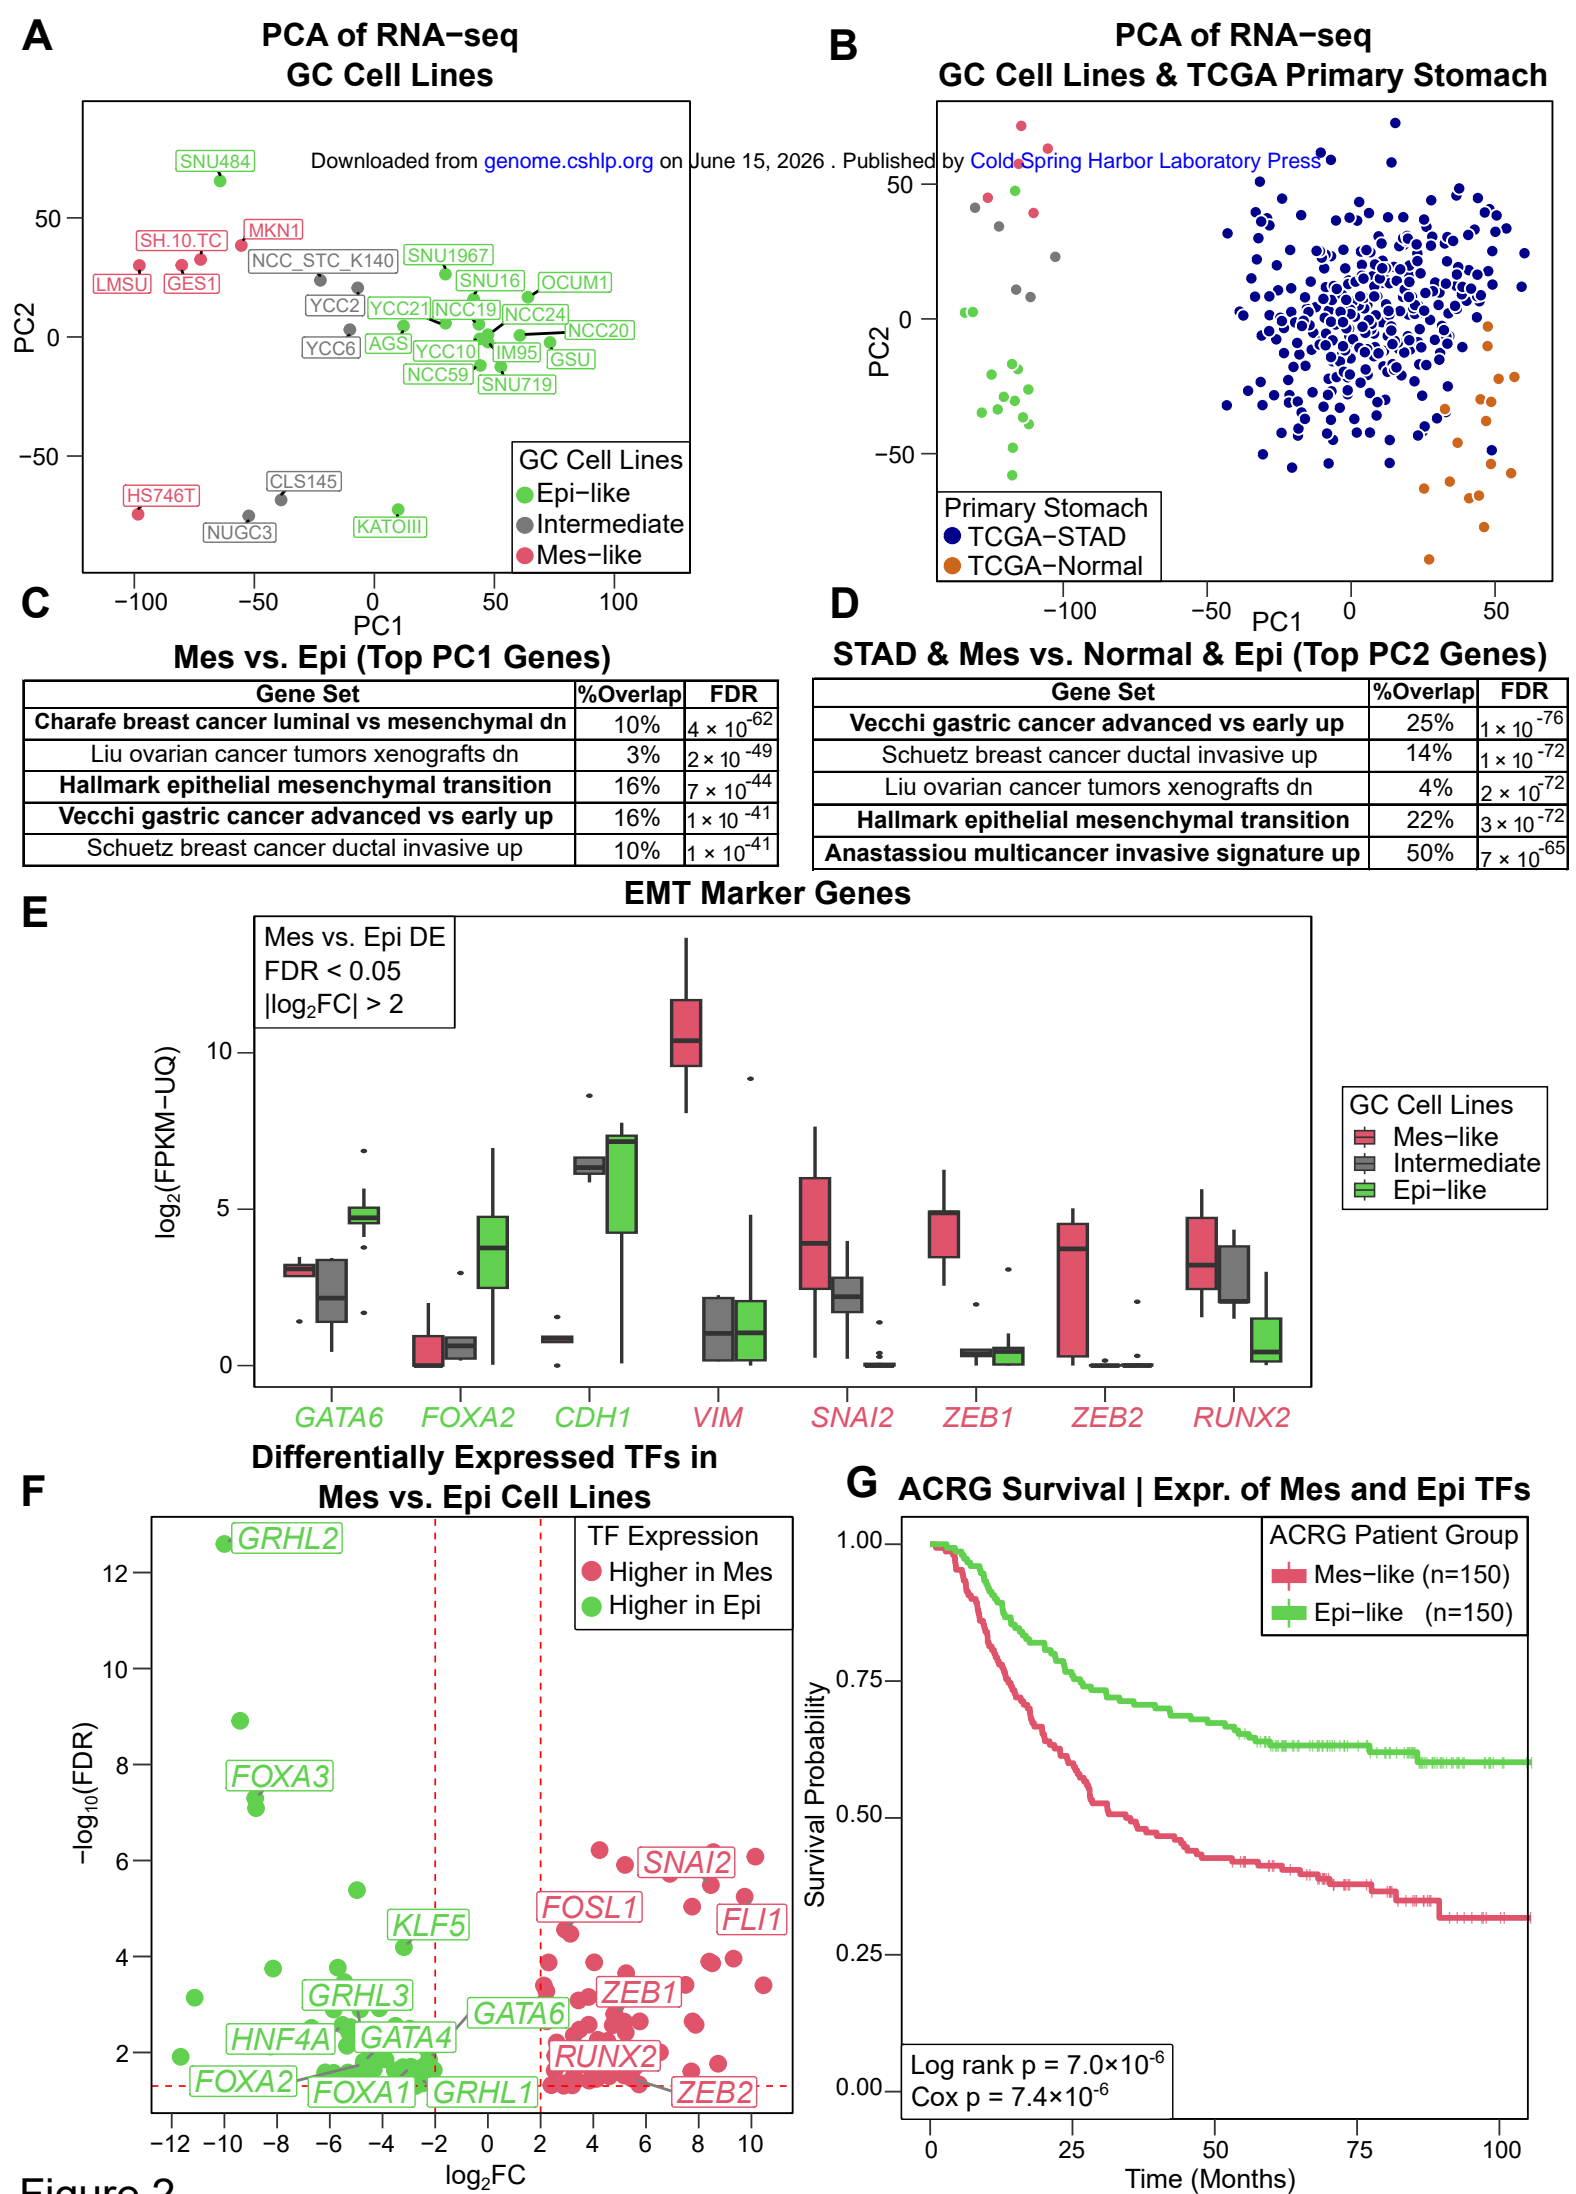 A
PCA of RNA−seq
GC Cell Lines
B
PCA of RNA−seq
GC Cell Lines & TCGA Primary Stomach
Downloaded from genome.cshlp.org on June 15, 2026 . Published by Cold Spring Harbor Laboratory Press
SNU484
MKN1
SH.10.TC
LMSU
GES1
NCC_STC_K140
SNU1967
SNU16
OCUM1
YCC2
YCC21
NCC19
NCC24
NCC20
YCC6
AGS
YCC10
IM95
GSU
NCC59
SNU719
HS746T
CLS145
NUGC3
KATOIII
GC Cell Lines
Epi−like
Intermediate
Mes−like
PC2
50
0
−50
−100
−50
0
50
100
PC1
PC2
50
0
−50
Primary Stomach
TCGA−STAD
TCGA−Normal
−100
−50
0
50
PC1
C
Mes vs. Epi (Top PC1 Genes)
Gene Set %Overlap FDR
Charafe breast cancer luminal vs mesenchymal dn 10% 4 × 10-62
Liu ovarian cancer tumors xenografts dn 3% 2 × 10-49
Hallmark epithelial mesenchymal transition 16% 7 × 10-44
Vecchi gastric cancer advanced vs early up 16% 1 × 10-41
Schuetz breast cancer ductal invasive up 10% 1 × 10-41
D
STAD & Mes vs. Normal & Epi (Top PC2 Genes)
Gene Set %Overlap FDR
Vecchi gastric cancer advanced vs early up 25% 1 × 10-76
Schuetz breast cancer ductal invasive up 14% 1 × 10-72
Liu ovarian cancer tumors xenografts dn 4% 2 × 10-72
Hallmark epithelial mesenchymal transition 22% 3 × 10-72
Anastassiou multicancer invasive signature up 50% 7 × 10-65
E
EMT Marker Genes
Mes vs. Epi DE
FDR < 0.05
|log2FC| > 2
log2(FPKM−UQ)
10
5
0
GATA6 FOXA2 CDH1 VIM SNAI2 ZEB1 ZEB2 RUNX2
GC Cell Lines
Mes−like
Intermediate
Epi−like
F
Differentially Expressed TFs in
Mes vs. Epi Cell Lines
TF Expression
Higher in Mes
Higher in Epi
GRHL2
FOXA3
KLF5
GRHL3
HNF4A
GATA4
GATA6
FOXA2
FOXA1
GRHL1
SNAI2
FOSL1
FLI1
ZEB1
RUNX2
ZEB2
−log10(FDR)
12
10
8
6
4
2
−12 −10 −8 −6 −4 −2 0 2 4 6 8 10
log2FC
G
ACRG Survival | Expr. of Mes and Epi TFs
ACRG Patient Group
Mes−like (n=150)
Epi−like (n=150)
Survival Probability
1.00
0.75
0.50
0.25
0.00
Log rank p = 7.0×10-6
Cox p = 7.4×10-6
0 25 50 75 100
Time (Months)
Figure 2